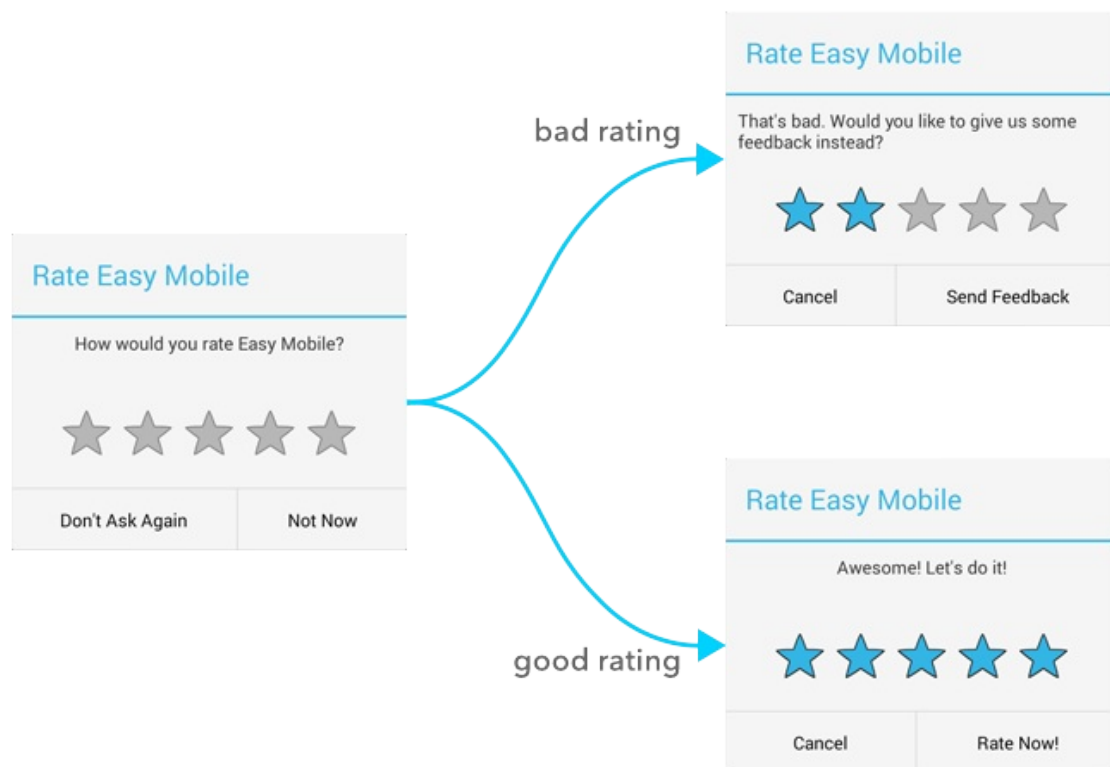 Rate Easy Mobile
How would you rate Easy Mobile?
Don't Ask Again
Not Now
bad rating
Rate Easy Mobile
That's bad. Would you like to give us some
feedback instead?
Cancel
Send Feedback
good rating
Rate Easy Mobile
Awesome! Let's do it!
Cancel
Rate Now!